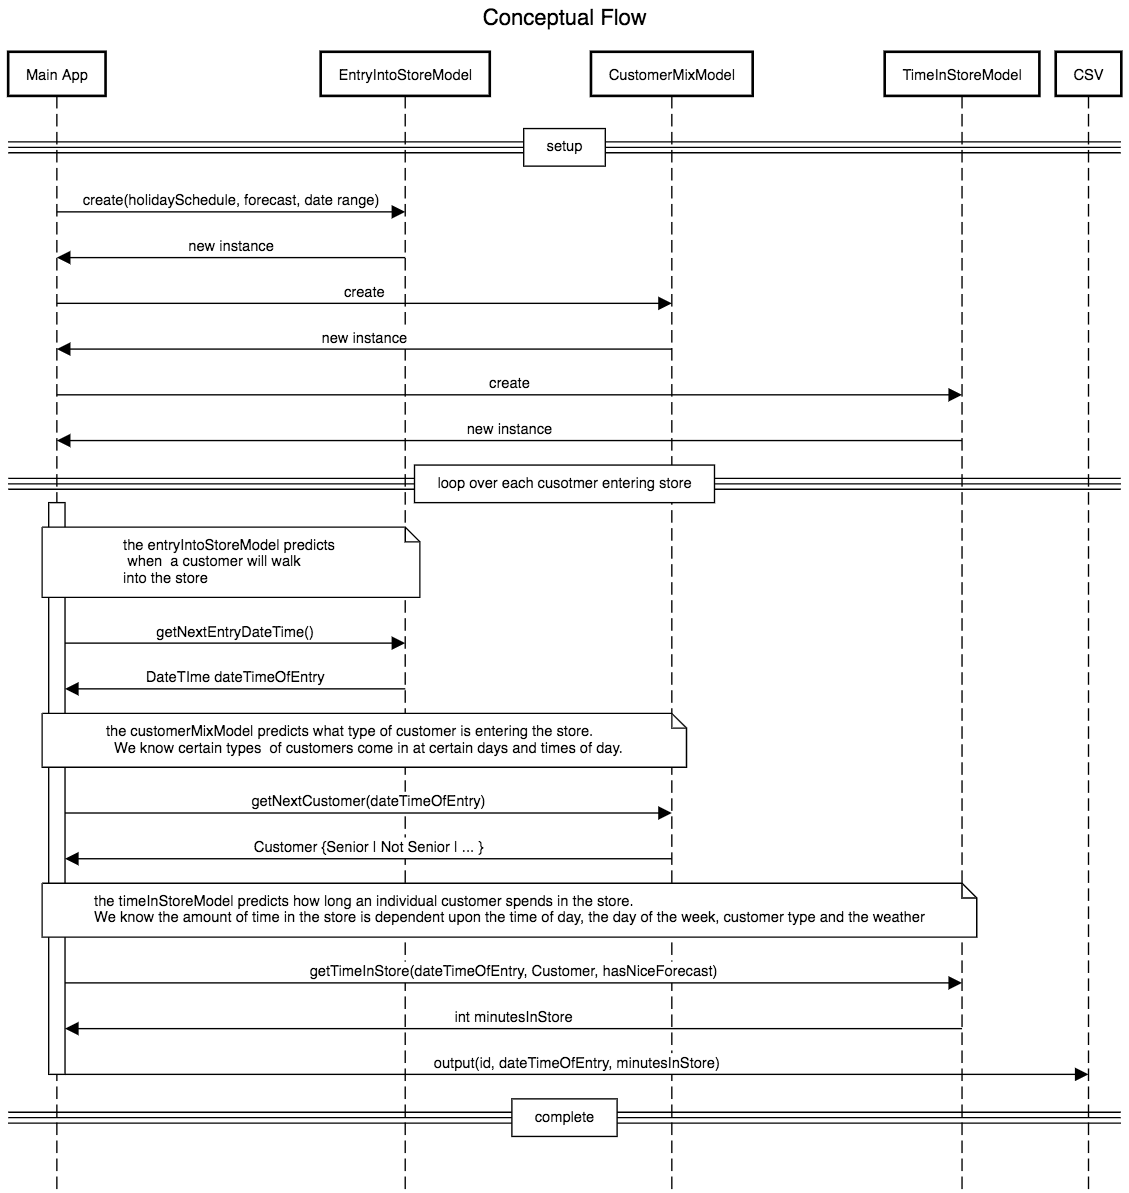 Conceptual Flow
Main App
EntryIntoStoreModel
CustomerMixModel
TimeInStoreModel
CSV
setup
create(holidaySchedule, forecast, date range)
new instance
create
new instance
create
new instance
loop over each cusotmer entering store
the entryIntoStoreModel predicts
when a customer will walk
into the store
getNextEntryDateTime()
DateTIme dateTimeOfEntry
the customerMixModel predicts what type of customer is entering the store.
We know certain types of customers come in at certain days and times of day.
getNextCustomer(dateTimeOfEntry)
Customer {Senior | Not Senior | ... }
the timeInStoreModel predicts how long an individual customer spends in the store.
We know the amount of time in the store is dependent upon the time of day, the day of the week, customer type and the weather
getTimeInStore(dateTimeOfEntry, Customer, hasNiceForecast)
int minutesInStore
output(id, dateTimeOfEntry, minutesInStore)
complete